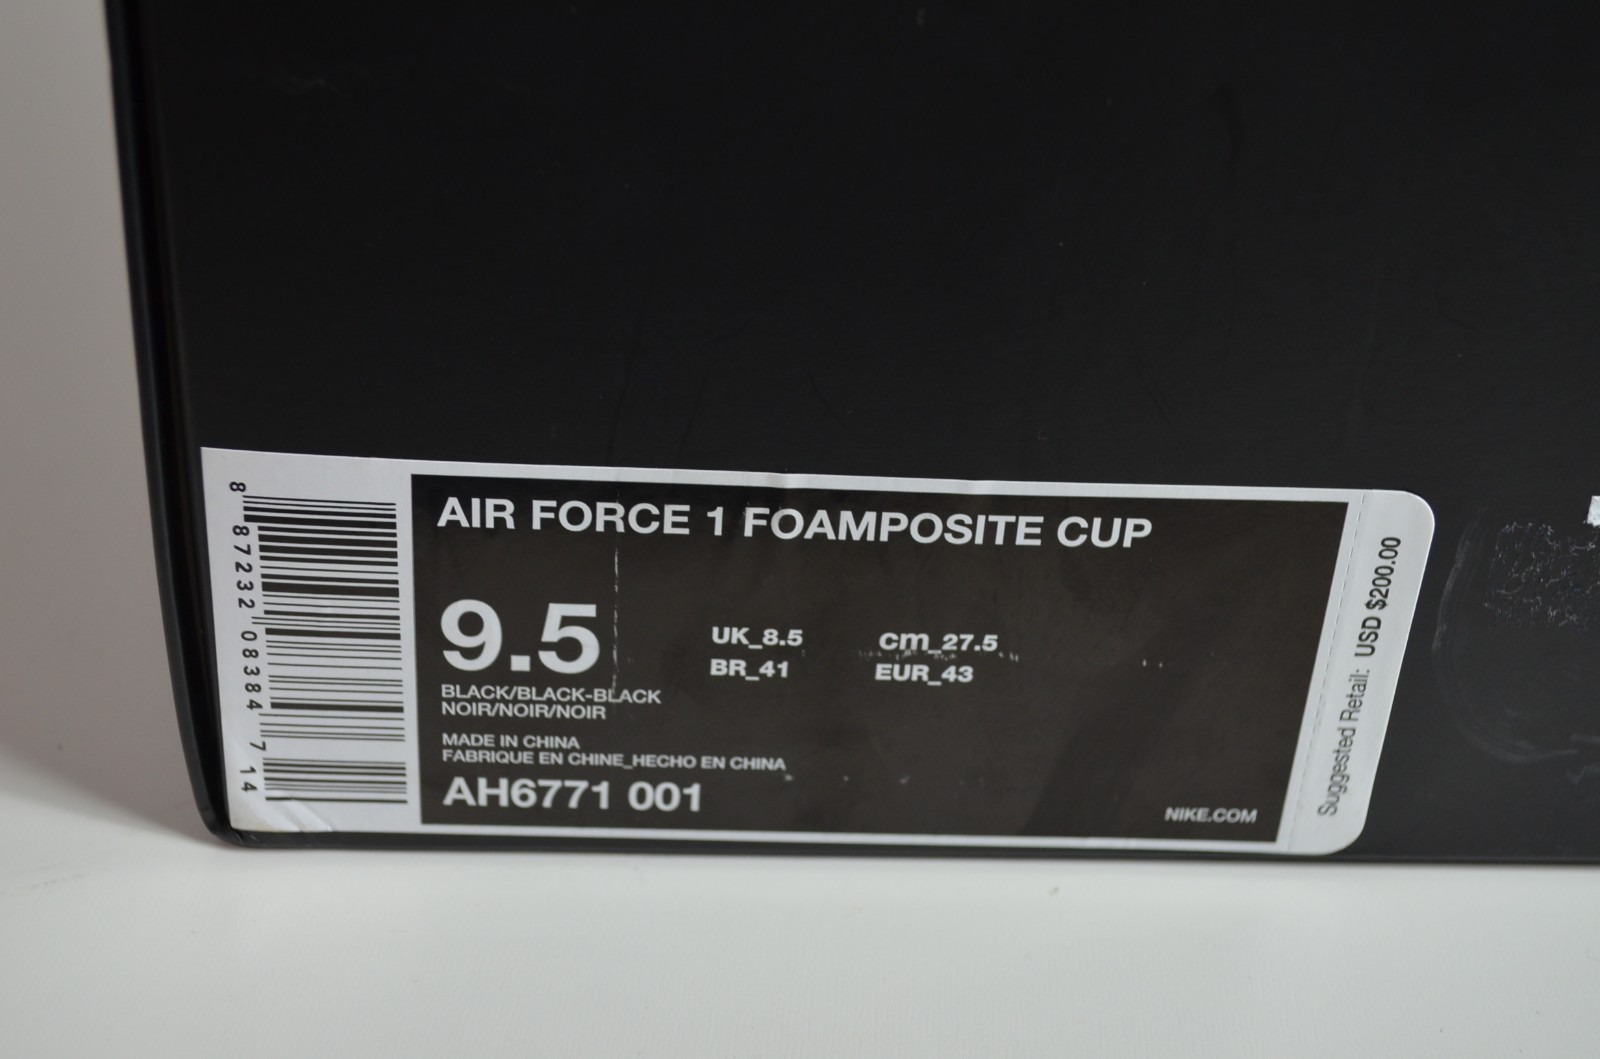 AIR FORCE 1 FOAMPOSITE CUP
9.5
UK_8.5
cm_27.5
BR_41
EUR_43
BLACK/BLACK-BLACK
NOIR/NOIR/NOIR
MADE IN CHINA
FABRIQUE EN CHINE_HECHO EN CHINA
AH6771 001
NIKE.COM
8 87232 08384 7 14
Suggested Retail: USD $200.00